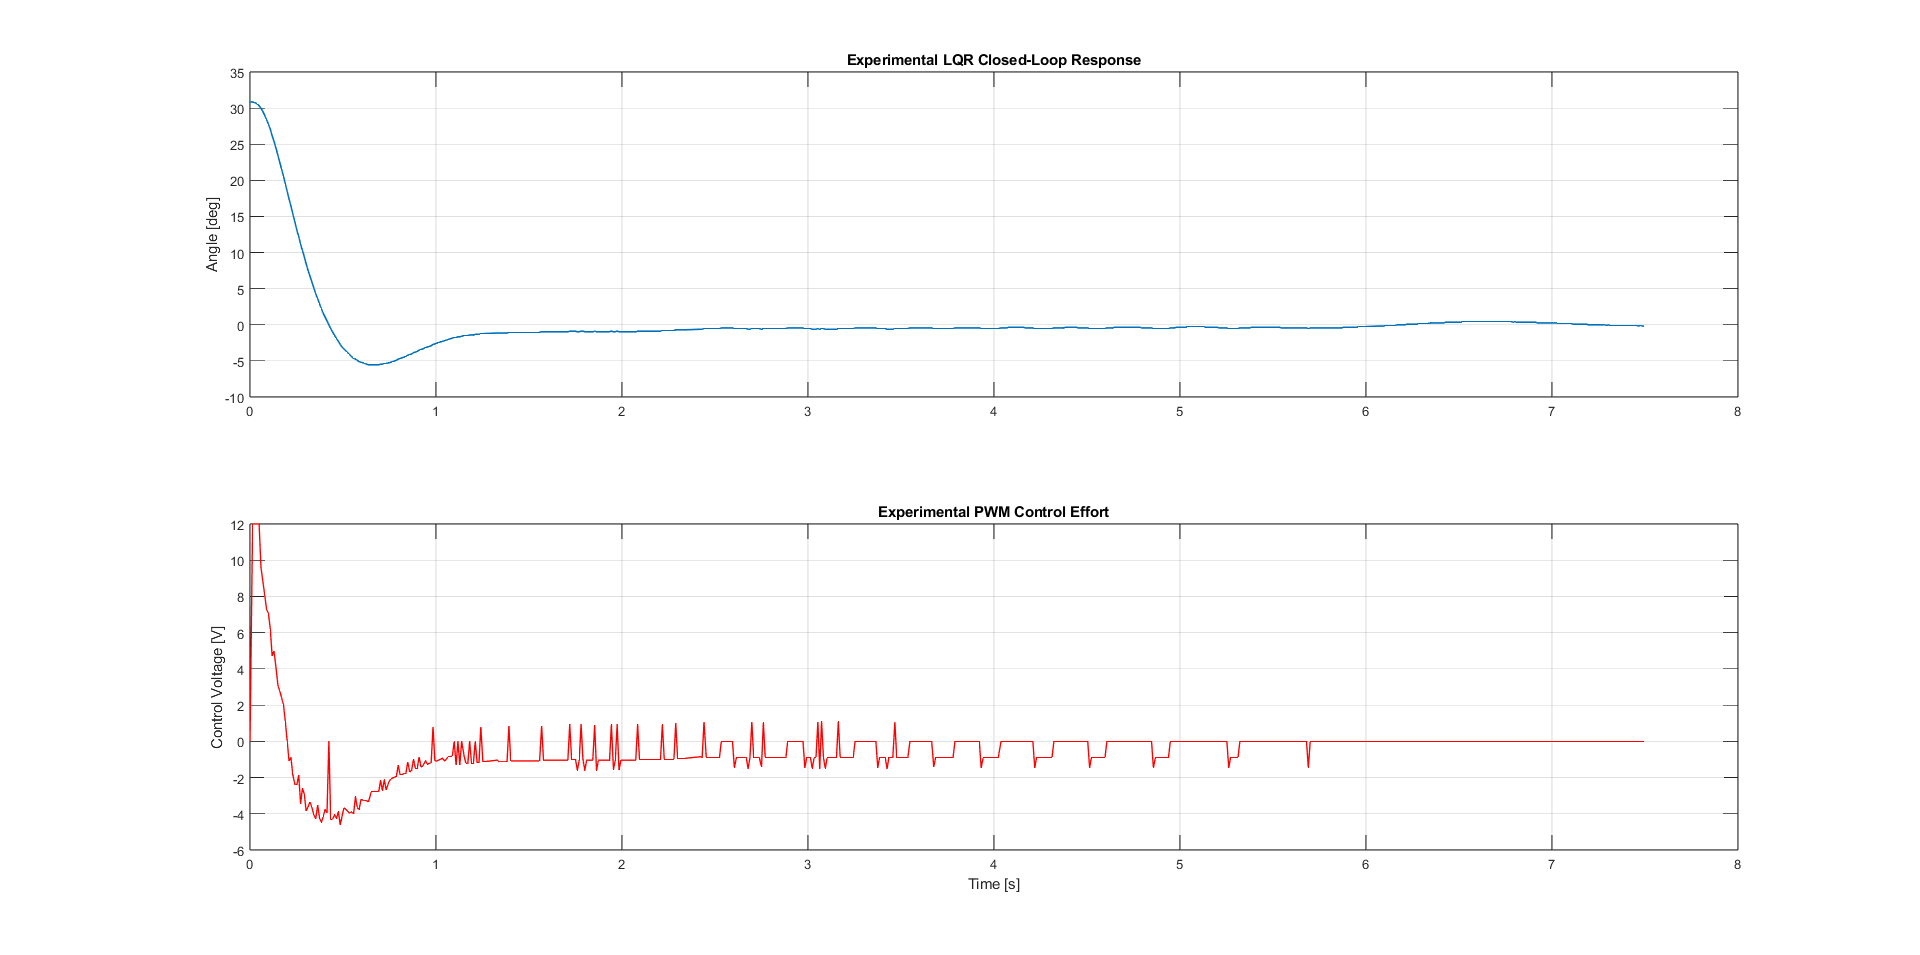 Experimental LQR Closed-Loop Response
Angle [deg]
35
30
25
20
15
10
5
0
-5
-10
0 1 2 3 4 5 6 7 8
Experimental PWM Control Effort
Control Voltage [V]
12
10
8
6
4
2
0
-2
-4
-6
0 1 2 3 4 5 6 7 8
Time [s]